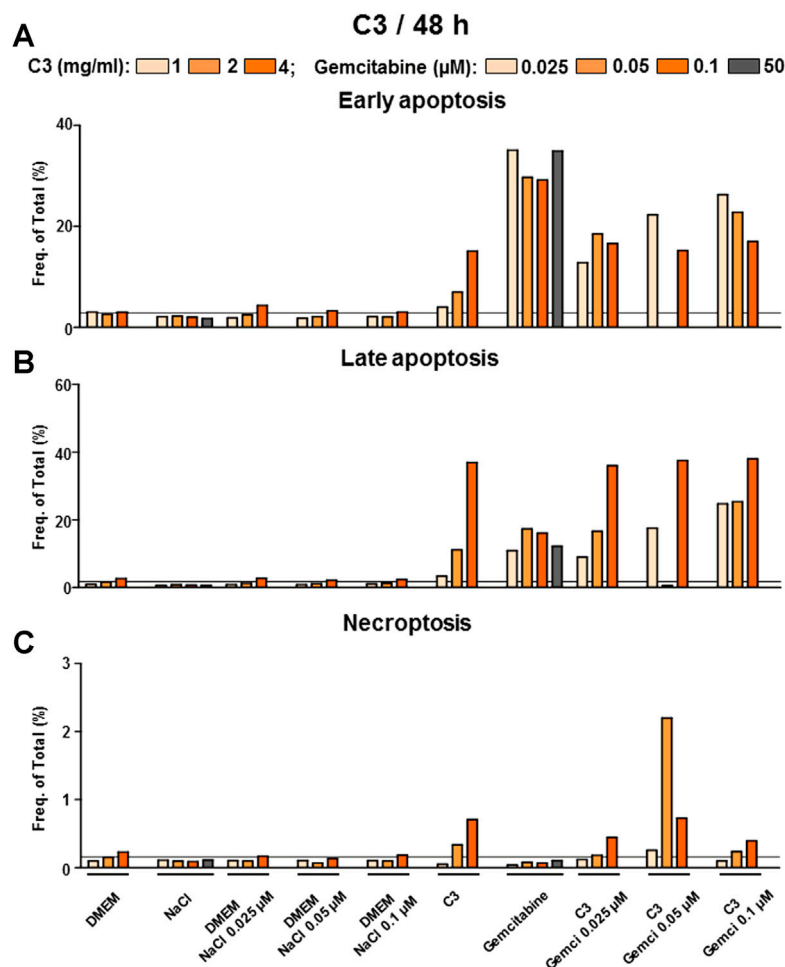 C3 / 48 h
A
C3 (mg/ml): 1 2 4; Gemcitabine (µM): 0.025 0.05 0.1 50
Early apoptosis
Freq. of Total (%)
40
20
0
B
Late apoptosis
Freq. of Total (%)
60
40
20
0
C
Necroptosis
Freq. of Total (%)
3
2
1
0
DMEM
NaCl
DMEM
NaCl 0.025 µM
DMEM
NaCl 0.05 µM
DMEM
NaCl 0.1 µM
C3
Gemcitabine
C3
Gemci 0.025 µM
C3
Gemci 0.05 µM
C3
Gemci 0.1 µM